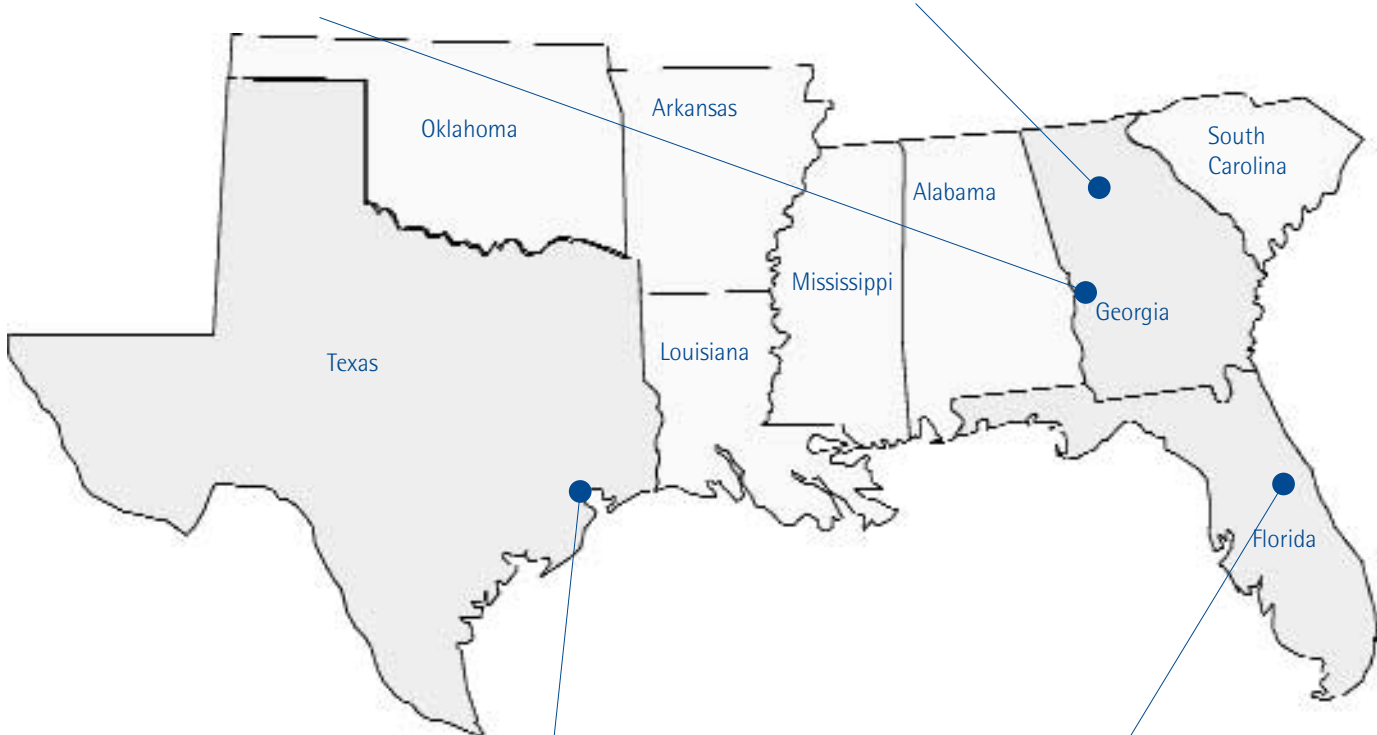 Oklahoma
Arkansas
South
Carolina
Alabama
Mississippi
Georgia
Texas
Louisiana
Florida